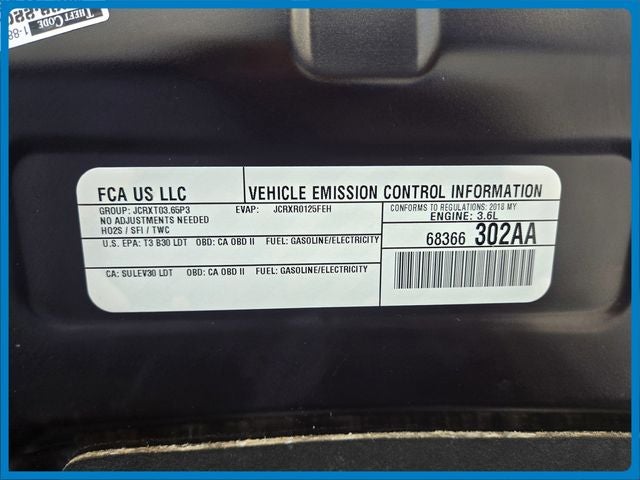 THEFT CODE
FCA US LLC
VEHICLE EMISSION CONTROL INFORMATION
GROUP: JCRXT03.65P3 EVAP: JCRXR0125FEH
NO ADJUSTMENTS NEEDED
HO2S / SFI / TWC
CONFORMS TO REGULATIONS: 2018 MY
ENGINE: 3.6L
U.S. EPA: T3 B30 LDT OBD: CA OBD II FUEL: GASOLINE/ELECTRICITY
68366 302AA
CA: SULEV30 LDT OBD: CA OBD II FUEL: GASOLINE/ELECTRICITY